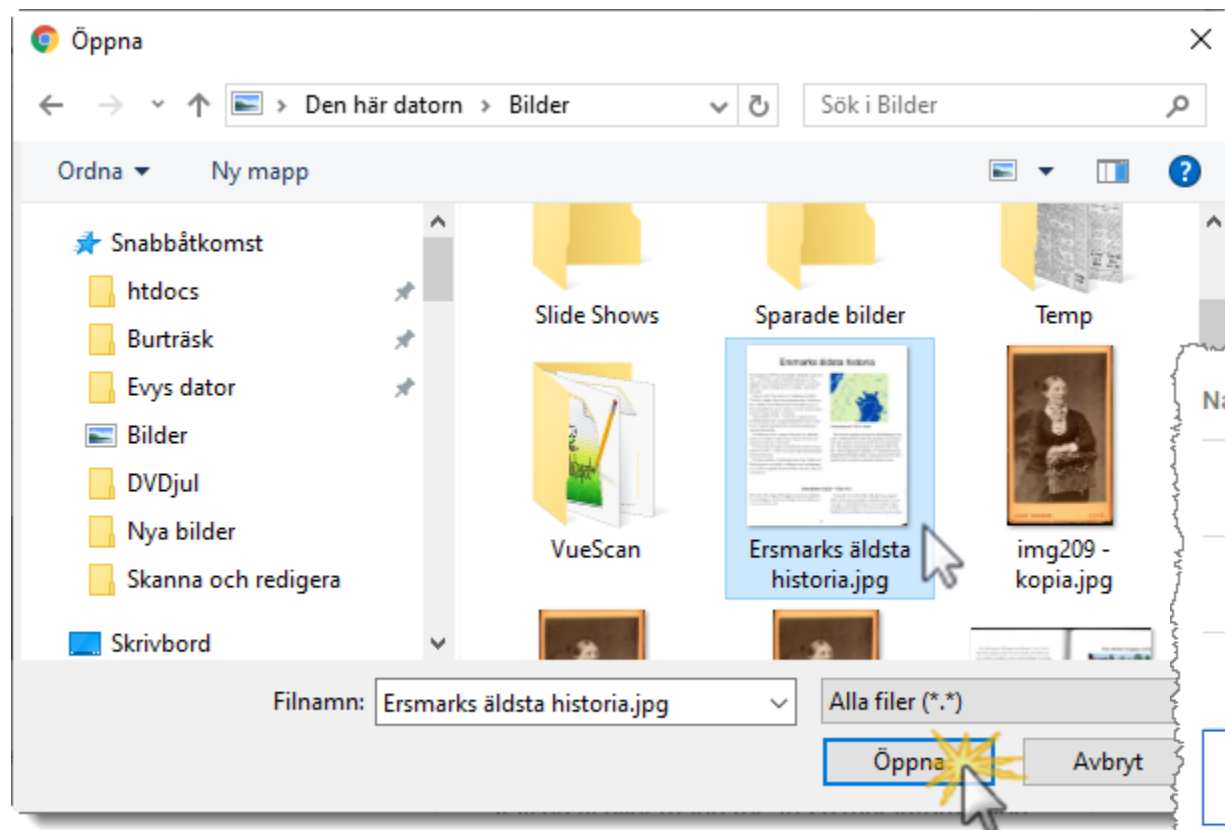 Öppna
Den här datorn > Bilder
Sök i Bilder
Ordna
Ny mapp
?
Snabbåtkomst
htdocs
Burträsk
Evys dator
Bilder
DVDjul
Nya bilder
Skanna och redigera
Skrivbord
Slide Shows
Sparade bilder
Temp
Ersmarks äldsta historia
VueScan
Ersmarks äldsta
historia.jpg
img209 -
kopia.jpg
Filnamn:
Ersmarks äldsta historia.jpg
Alla filer (*.*)
Öppna
Avbryt